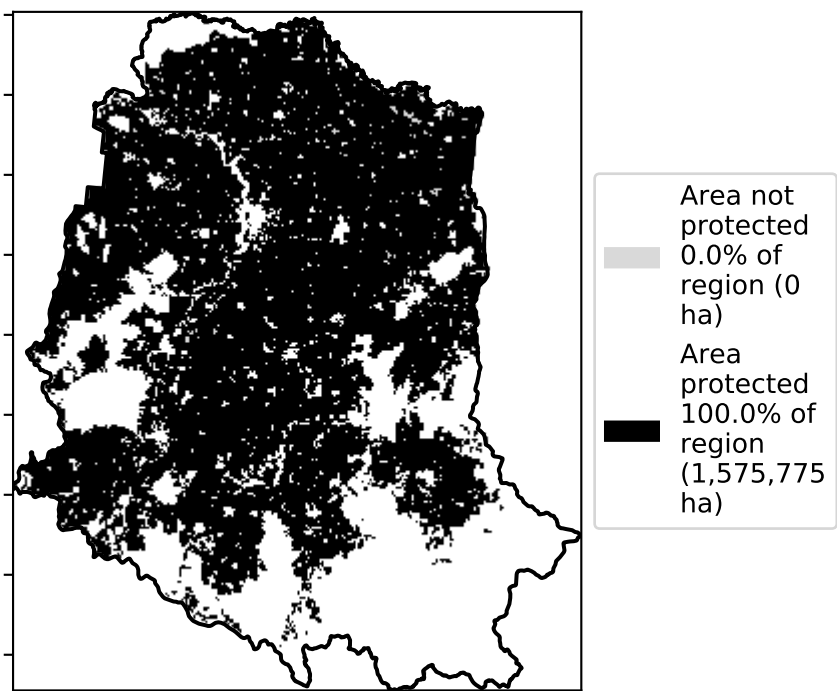 Area not
protected
0.0% of
region (0
ha)
Area
protected
100.0% of
region
(1,575,775
ha)